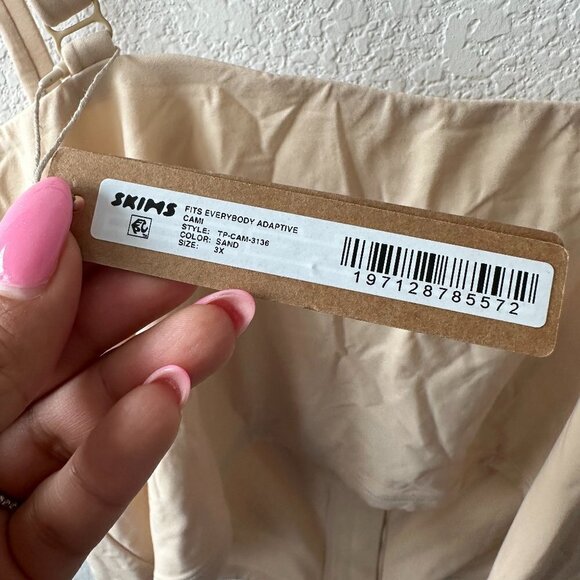 SKIMS
FITS EVERYBODY ADAPTIVE
CAMI
STYLE: TP-CAM-3136
COLOR: SAND
SIZE: 3X
197128785572